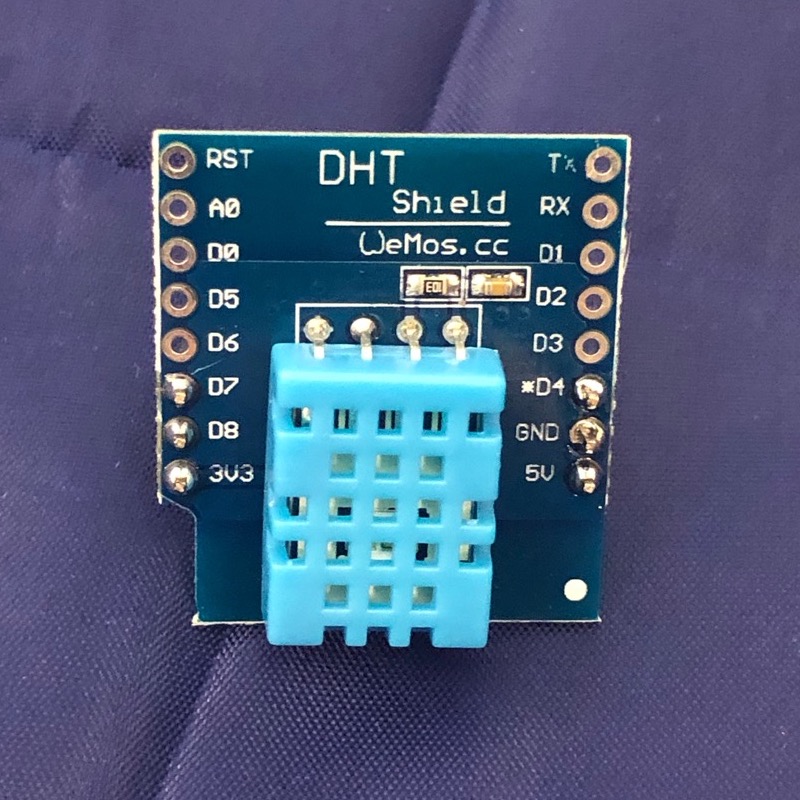 DHT
Shield
WeMos.cc
RST
A0
D0
D5
D6
D7
D8
3V3
TX
RX
D1
D2
D3
*D4
GND
5V